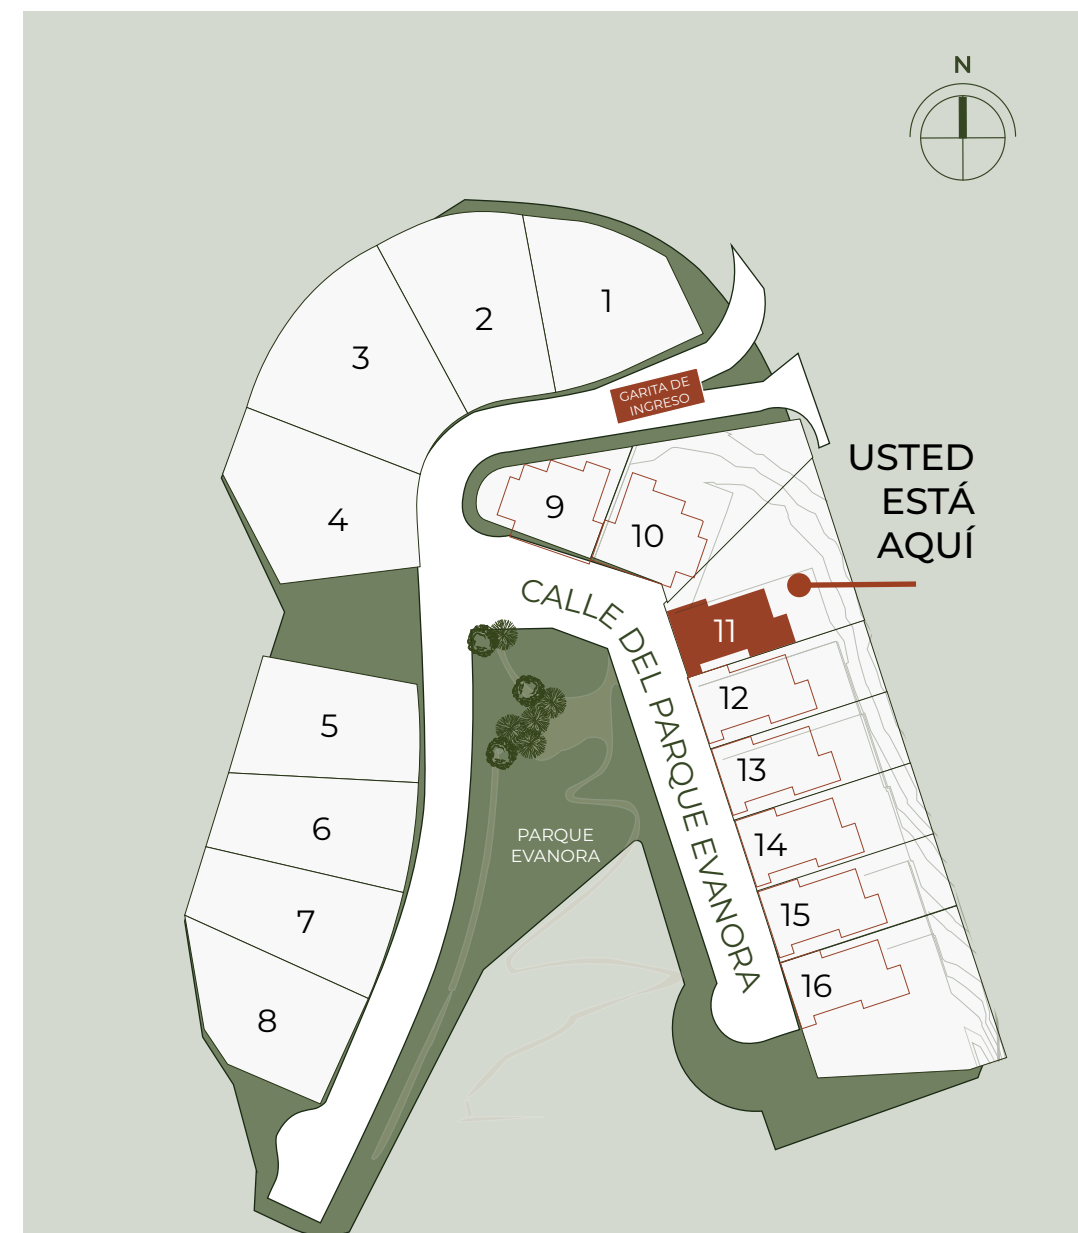 N
1
2
3
GARITA DE
INGRESO
USTED
ESTÁ
AQUÍ
4
9
10
CALLE DEL PARQUE EVANORA
11
12
5
13
6
PARQUE
EVANORA
14
7
15
16
8